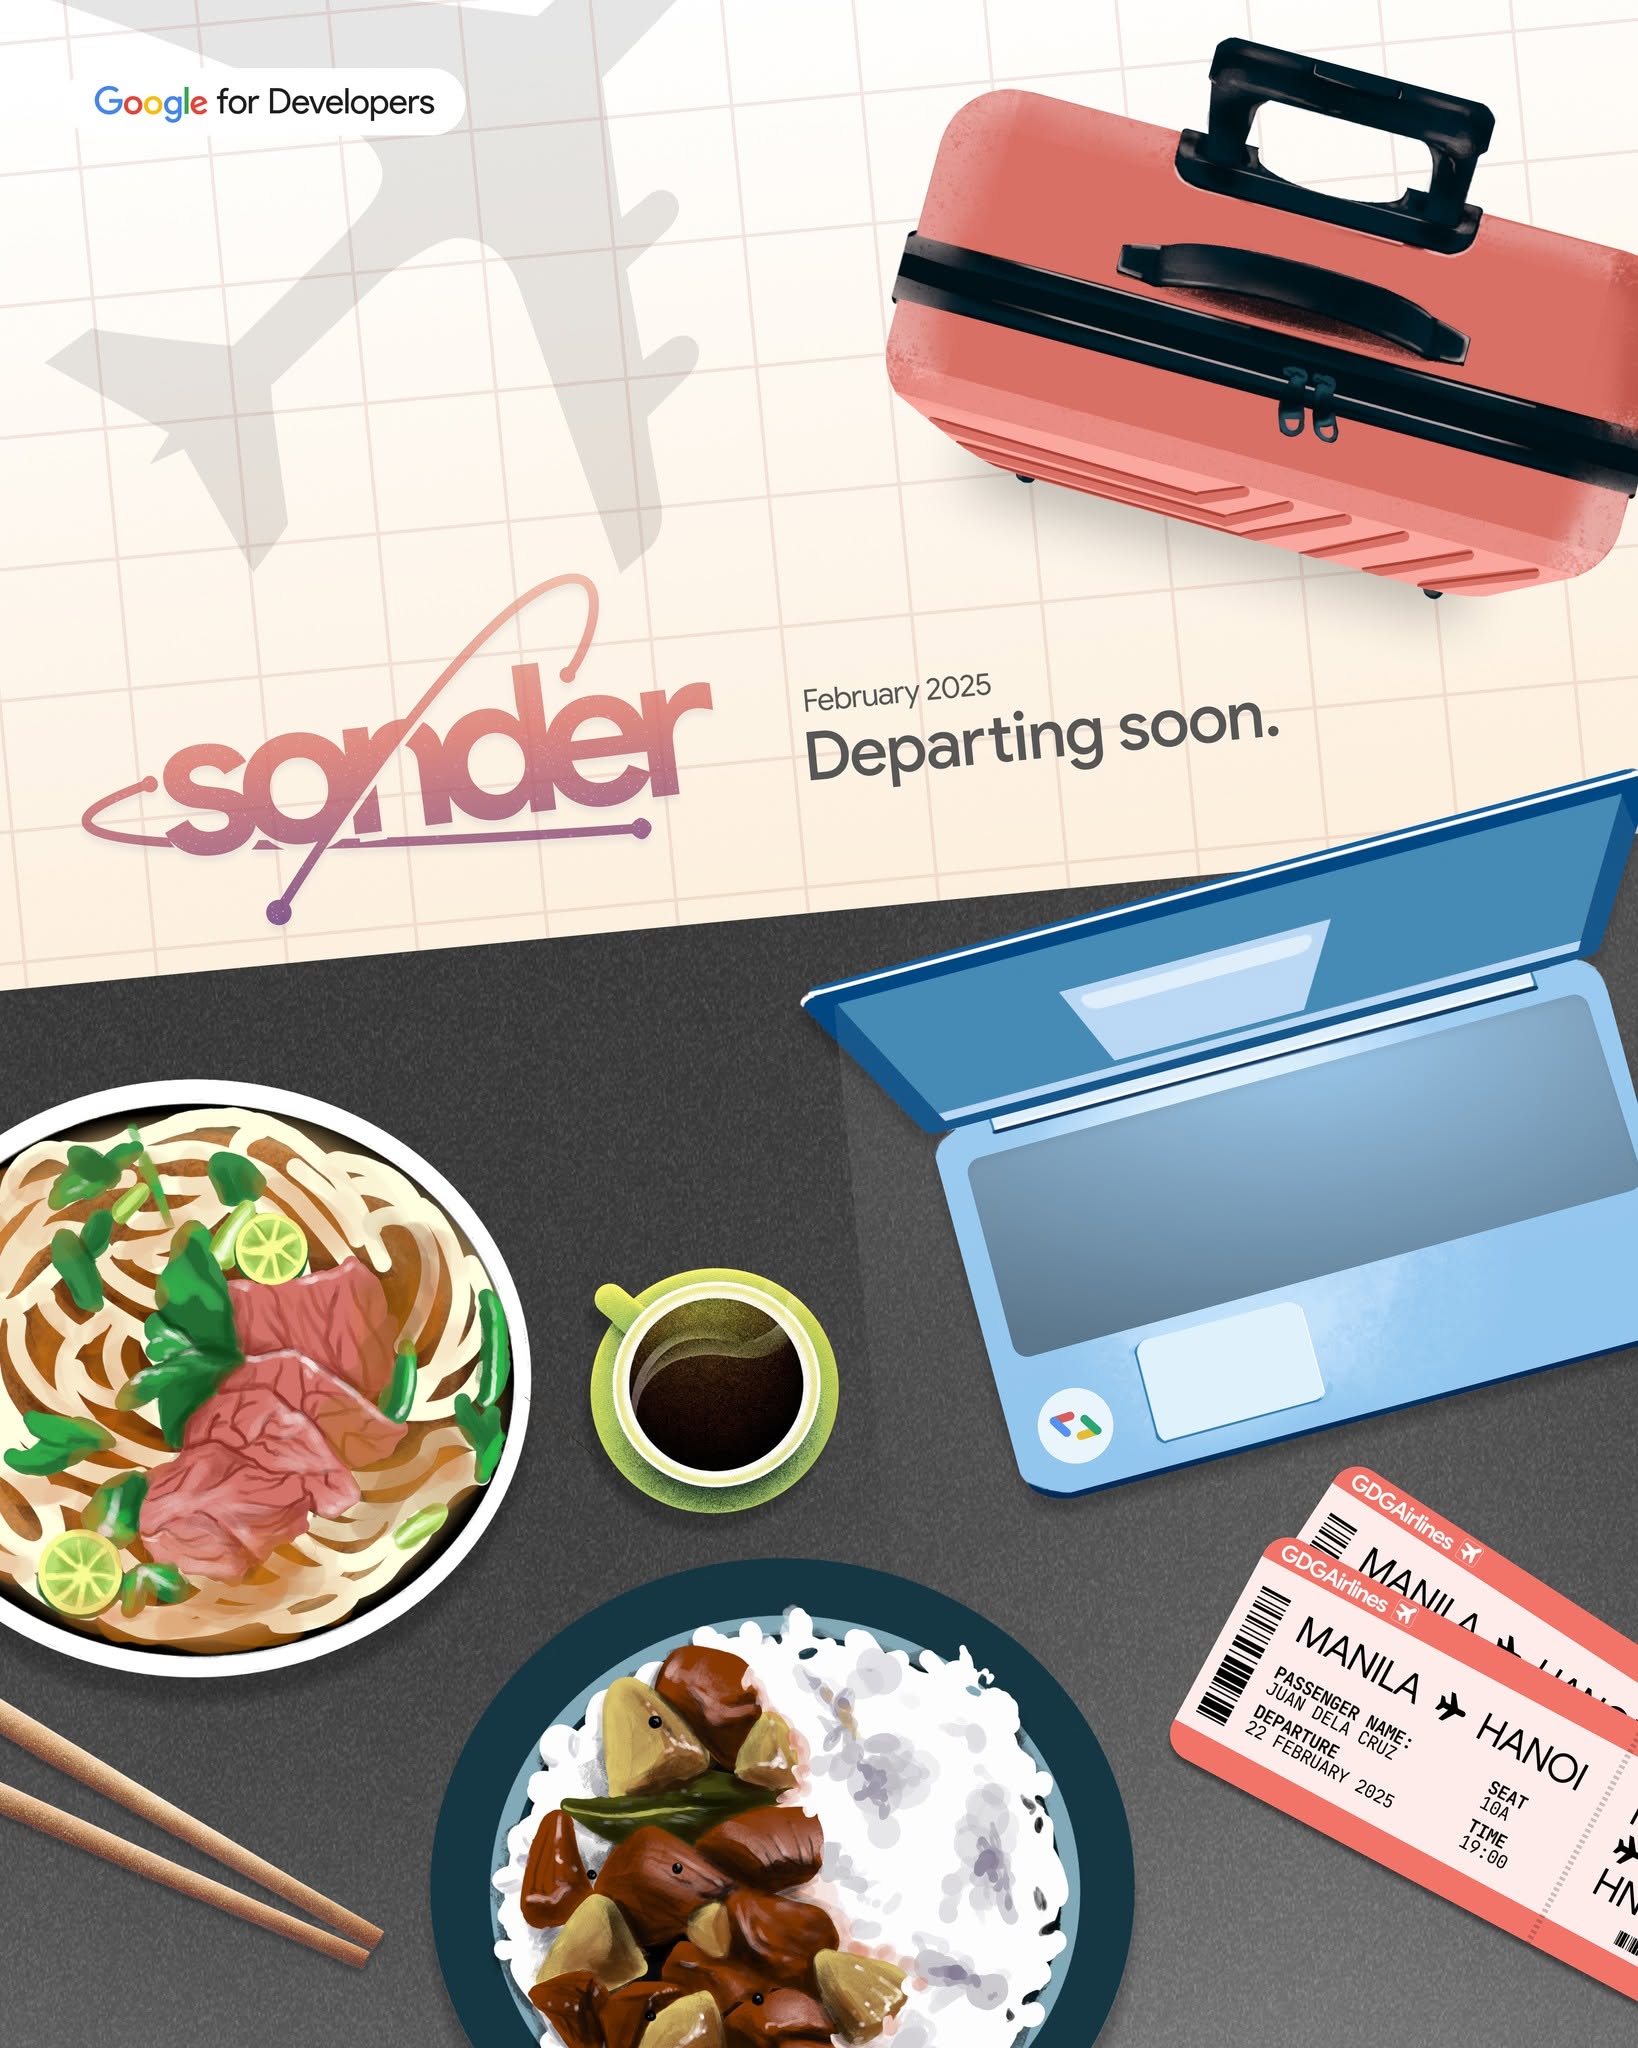 Google for Developers
sonder
February 2025
Departing soon.
GDGAirlines
MANILA
GDGAirlines
MANILA HANOI
PASSENGER NAME:
JUAN DELA CRUZ
DEPARTURE
22 FEBRUARY 2025
SEAT
10A
TIME
19:00